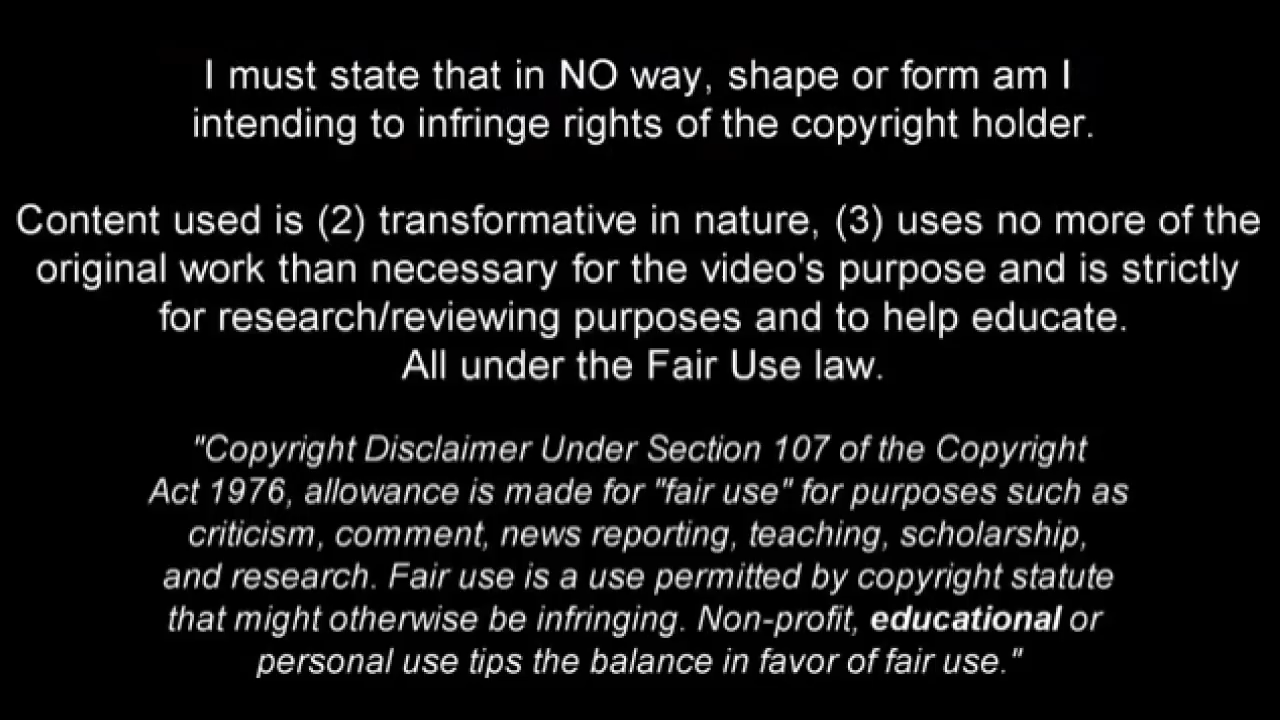 I must state that in NO way, shape or form am I
intending to infringe rights of the copyright holder.
Content used is (2) transformative in nature, (3) uses no more of the
original work than necessary for the video's purpose and is strictly
for research/reviewing purposes and to help educate.
All under the Fair Use law.
"Copyright Disclaimer Under Section 107 of the Copyright
Act 1976, allowance is made for "fair use" for purposes such as
criticism, comment, news reporting, teaching, scholarship,
and research. Fair use is a use permitted by copyright statute
that might otherwise be infringing. Non-profit, educational or
personal use tips the balance in favor of fair use."